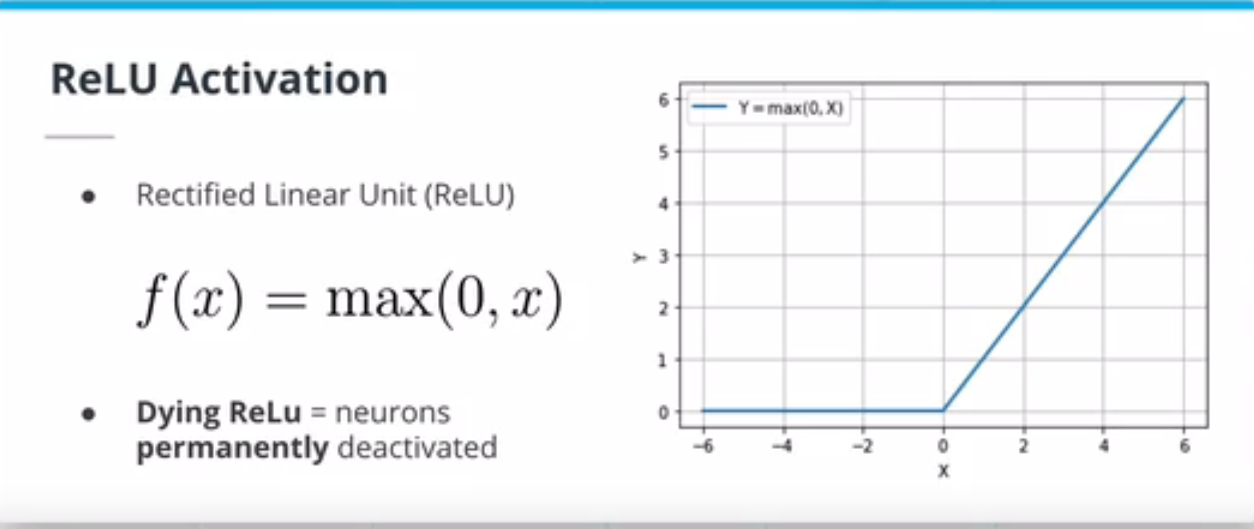 ReLU Activation
● Rectified Linear Unit (ReLU)
f(x) = max(0, x)
● Dying ReLu = neurons
permanently deactivated
Y = max(0, X)
6
5
4
3
2
1
0
Y
−6 −4 −2 0 2 4 6
X